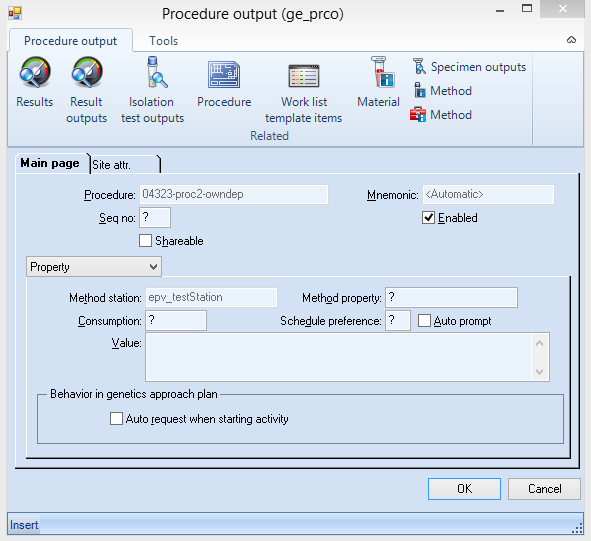 Procedure output (ge_prco)
Procedure output Tools
Results Result outputs Isolation test outputs Procedure Work list template items Material Specimen outputs
Method
Method
Related
Main page Site attr.
Procedure: 04323-proc2-owndep Mnemonic: <Automatic>
Seq no: ? Enabled
Shareable
Property
Method station: epv_testStation Method property: ?
Consumption: ? Schedule preference: ? Auto prompt
Value:
Behavior in genetics approach plan
Auto request when starting activity
OK Cancel
Insert